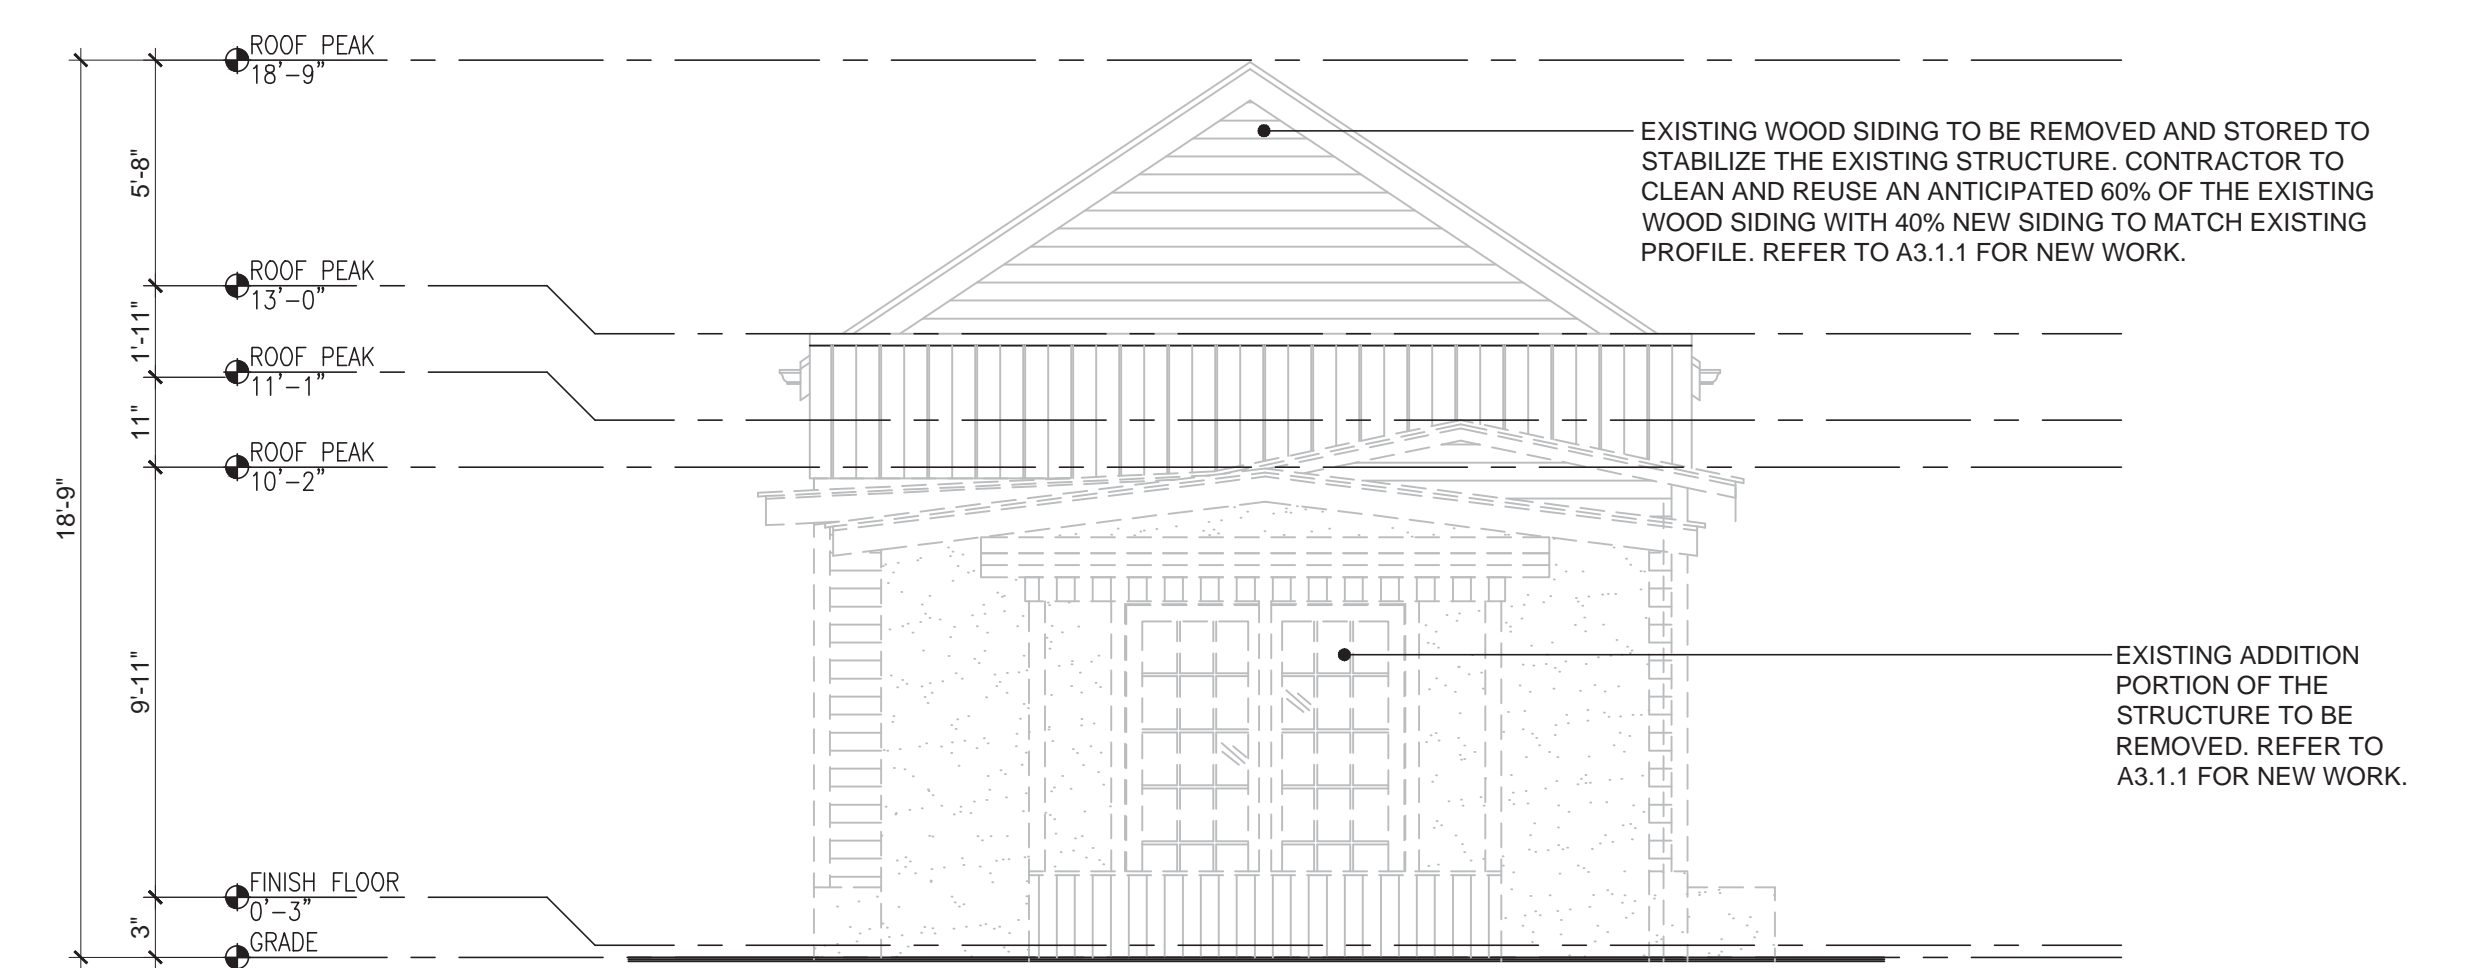 ROOF PEAK
18'-9"
EXISTING WOOD SIDING TO BE REMOVED AND STORED TO
STABILIZE THE EXISTING STRUCTURE. CONTRACTOR TO
CLEAN AND REUSE AN ANTICIPATED 60% OF THE EXISTING
WOOD SIDING WITH 40% NEW SIDING TO MATCH EXISTING
PROFILE. REFER TO A3.1.1 FOR NEW WORK.
5'-8"
ROOF PEAK
13'-0"
1'-11"
ROOF PEAK
11'-1"
11"
ROOF PEAK
10'-2"
18'-9"
9'-11"
EXISTING ADDITION
PORTION OF THE
STRUCTURE TO BE
REMOVED. REFER TO
A3.1.1 FOR NEW WORK.
FINISH FLOOR
0'-3"
3"
GRADE